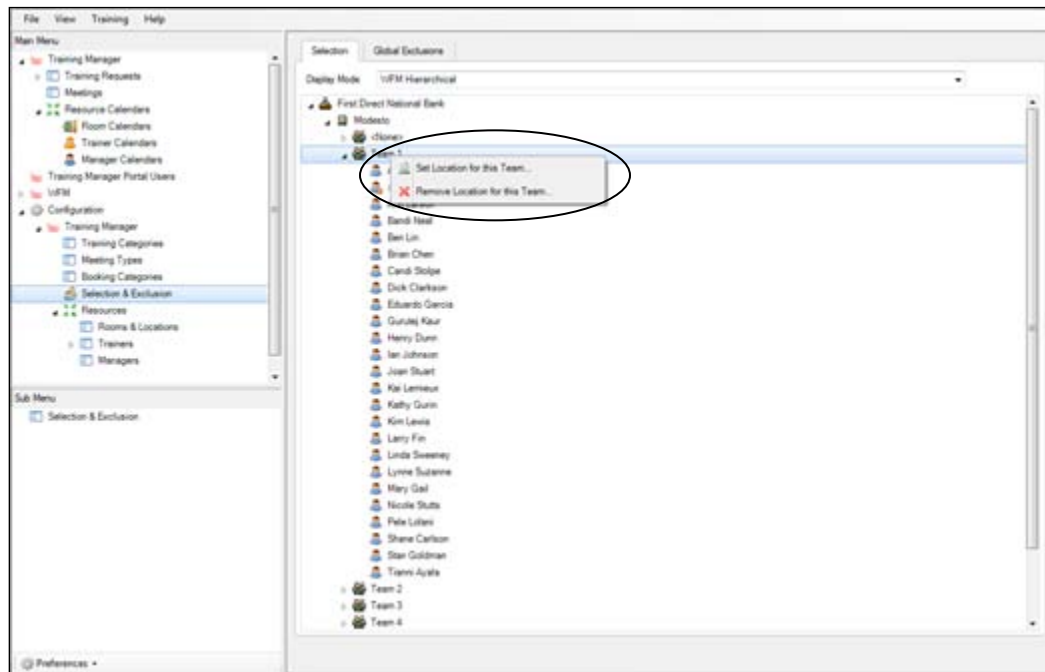 File View Training Help
Main Menu
Training Manager
Training Requests
Meetings
Resource Calendars
Room Calendars
Trainer Calendars
Manager Calendars
Training Manager Portal Users
WFM
Configuration
Training Manager
Training Categories
Meeting Types
Booking Categories
Selection & Exclusion
Resources
Rooms & Locations
Trainers
Managers
Sub Menu
Selection & Exclusion
Preferences
Selection Global Exclusions
Display Mode WFM Hierarchical
First Direct National Bank
Modesto
<None>
Team 1
Set Location for this Team...
Remove Location for this Team...
Bandi Neal
Ben Lin
Brian Chen
Candi Stolpe
Dick Clarkson
Eduardo Garcia
Gurutej Kaur
Henry Dunn
Ian Johnson
Joan Stuart
Kai Lemieux
Kathy Gurin
Kim Lewis
Larry Fin
Linda Sweeney
Lynne Suzanne
Mary Gail
Nicole Stutts
Pele Lolani
Shane Carlson
Stan Goldman
Tianni Ayala
Team 2
Team 3
Team 4